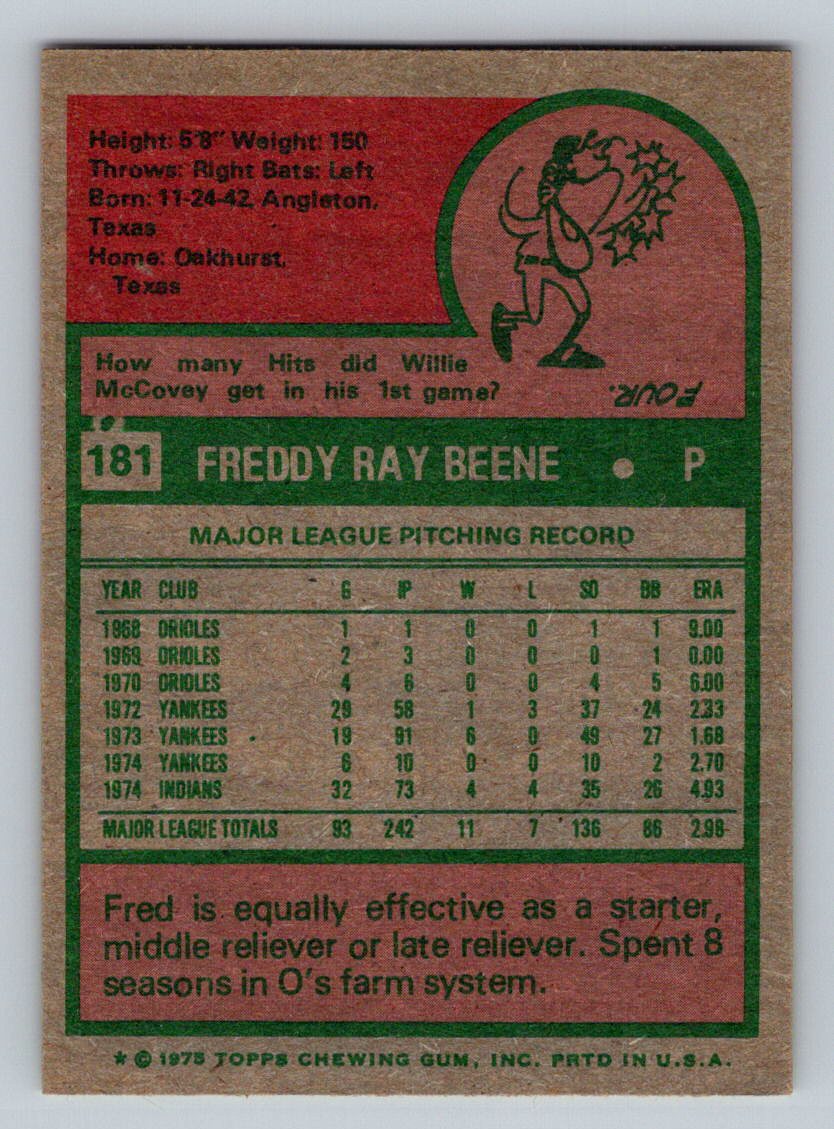 Height: 5'8" Weight: 150
Throws: Right Bats: Left
Born: 11-24-42, Angleton,
Texas
Home: Oakhurst,
Texas
How many Hits did Willie
McCovey get in his 1st game?
FOUR.
181 FREDDY RAY BEENE • P
MAJOR LEAGUE PITCHING RECORD
YEAR CLUB G IP W L SO BB ERA
1968 ORIOLES 1 1 0 0 1 1 9.00
1969 ORIOLES 2 3 0 0 0 1 0.00
1970 ORIOLES 4 6 0 0 4 5 6.00
1972 YANKEES 29 58 1 3 37 24 2.33
1973 YANKEES 19 91 6 0 49 27 1.68
1974 YANKEES 6 10 0 0 10 2 2.70
1974 INDIANS 32 73 4 4 35 26 4.93
MAJOR LEAGUE TOTALS 93 242 11 7 136 86 2.98
Fred is equally effective as a starter,
middle reliever or late reliever. Spent 8
seasons in O's farm system.
* © 1975 TOPPS CHEWING GUM, INC. PRTD IN U.S.A.